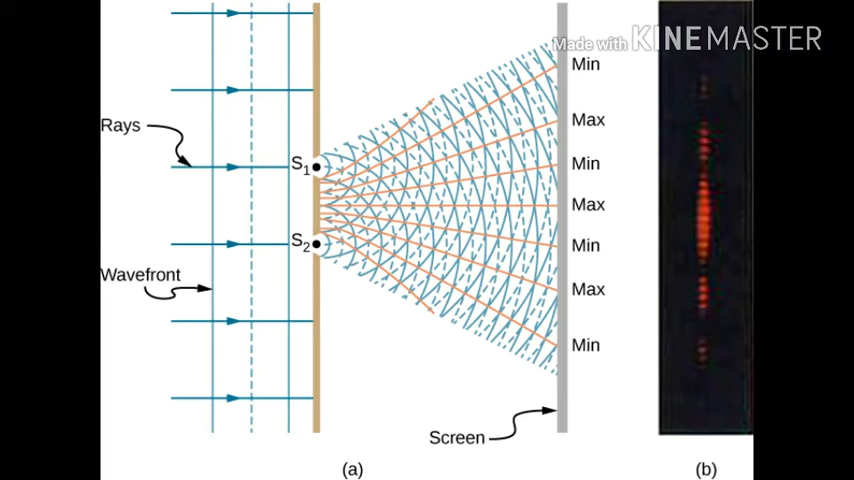 Made with KINEMASTER
Min
Max
Rays
S1
Min
Max
S2
Min
Wavefront
Max
Min
Screen
(a)
(b)